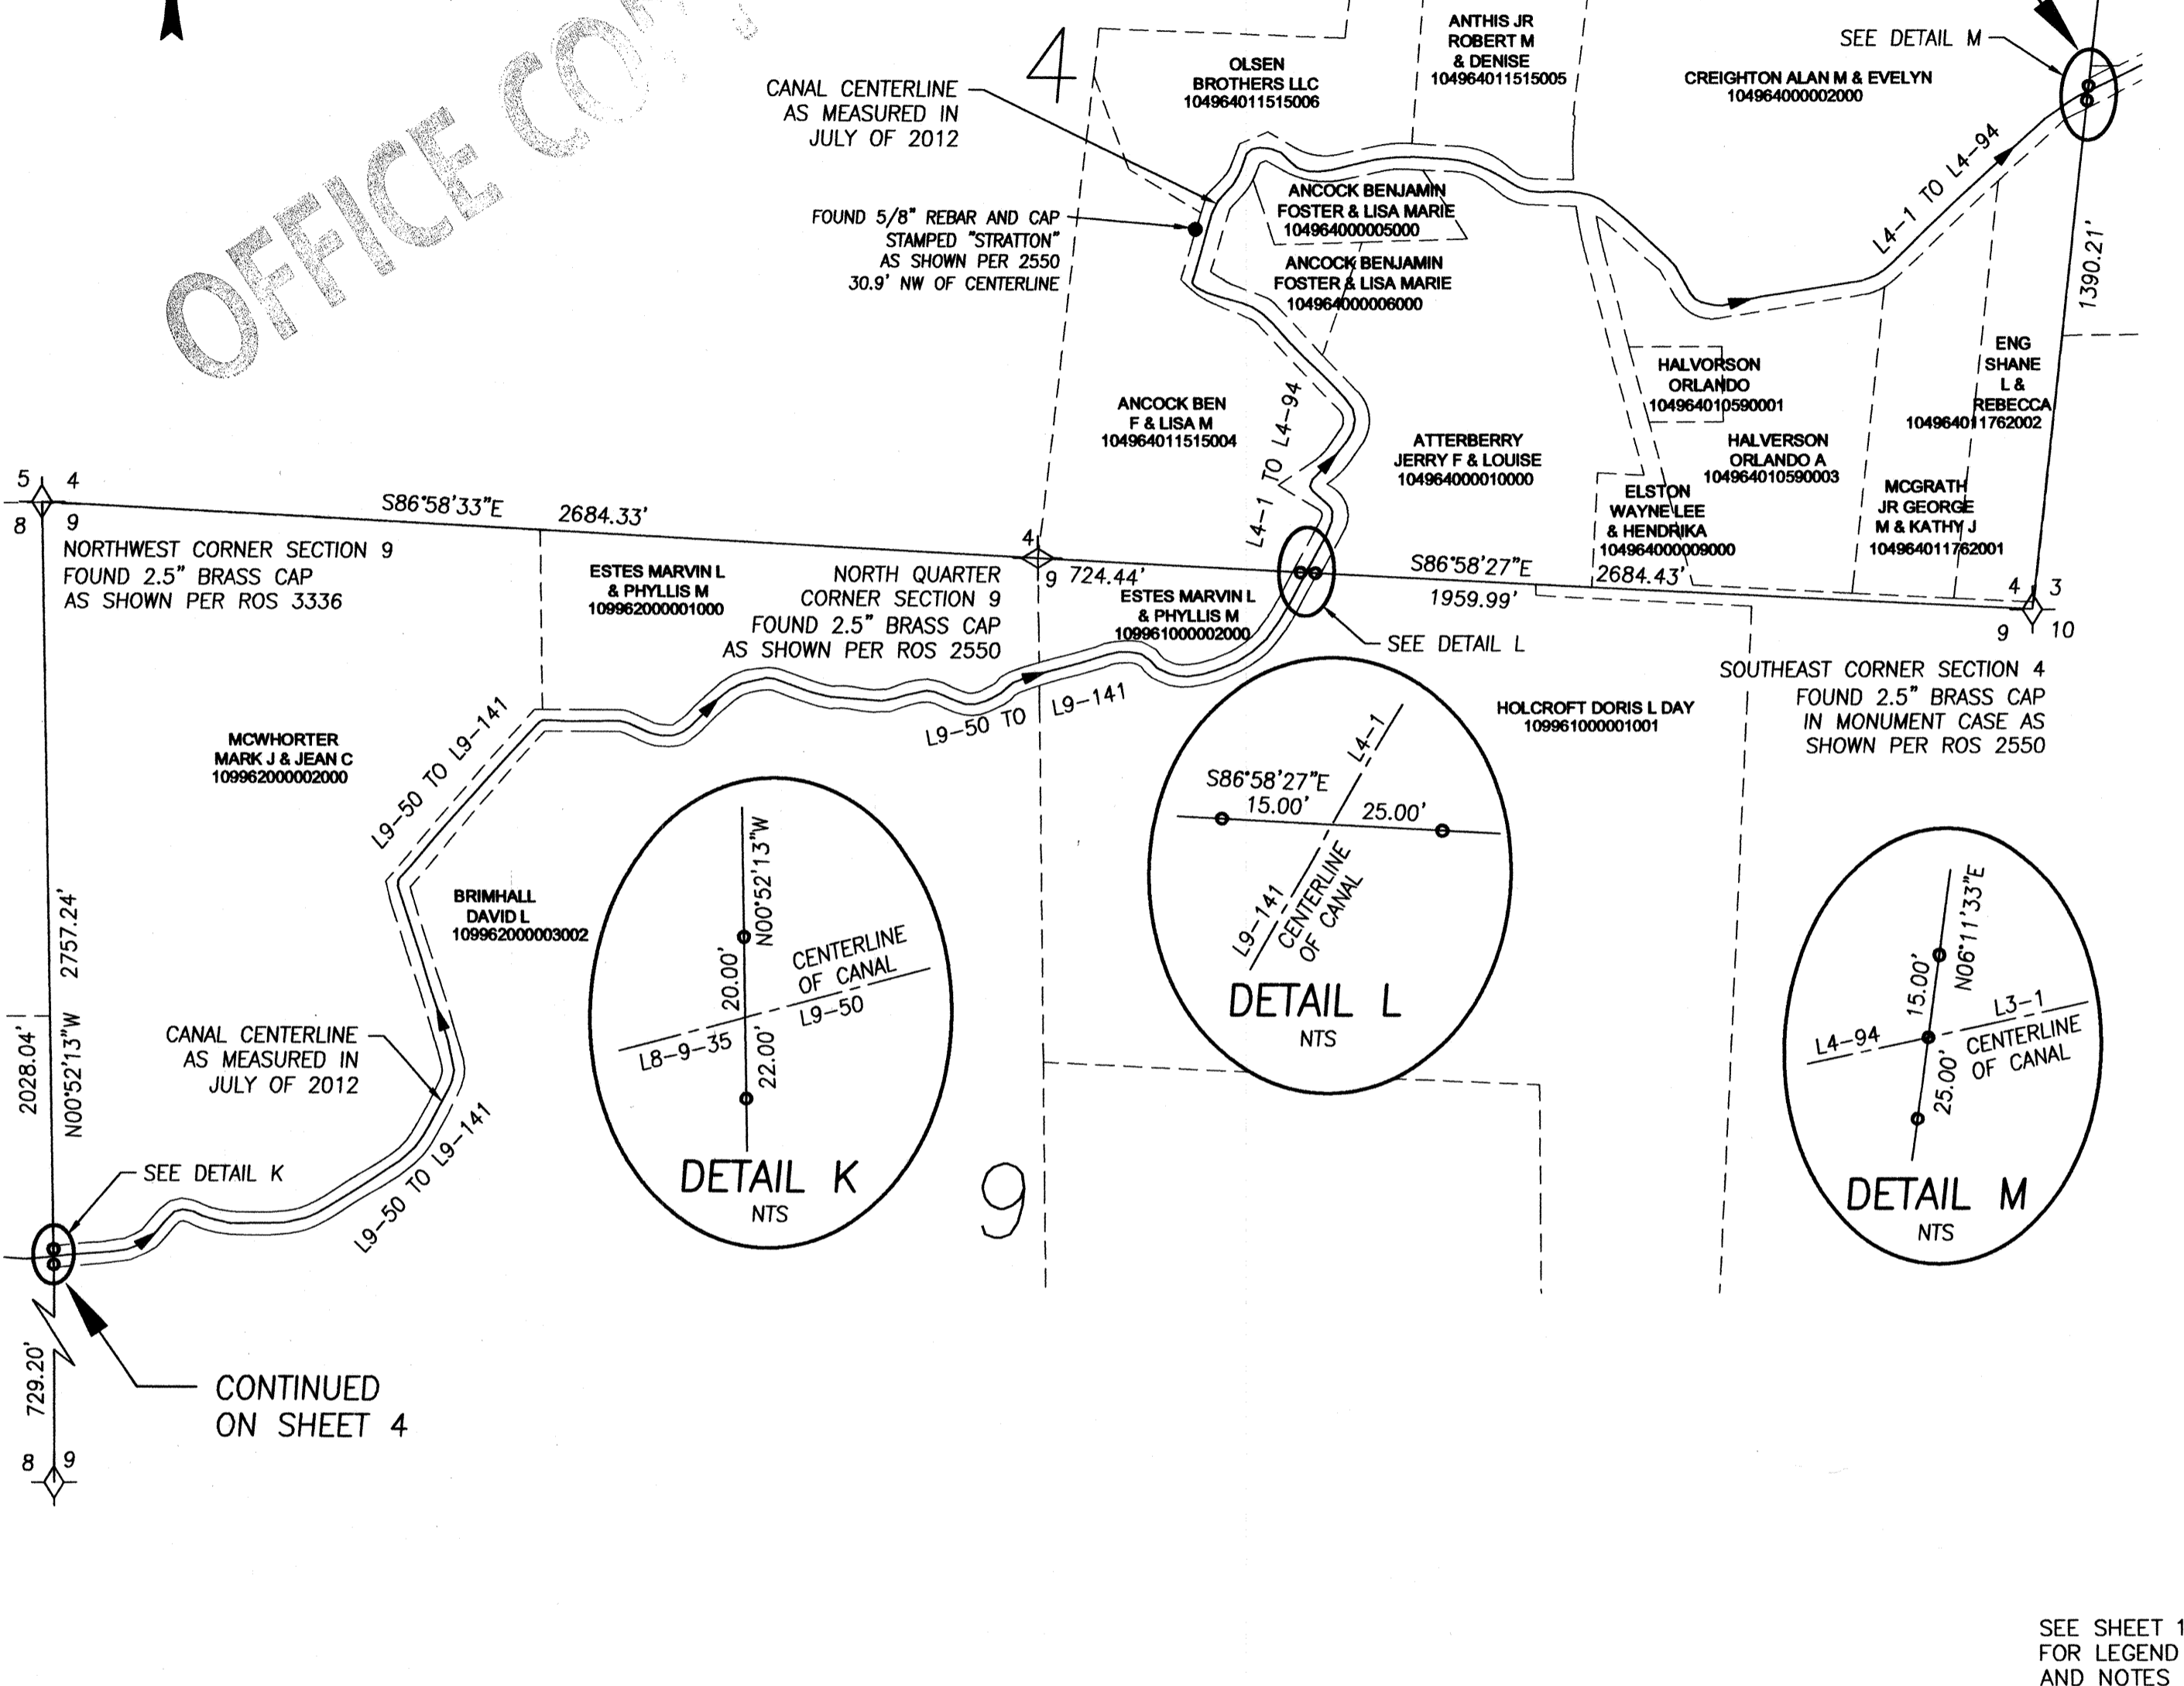 OFFICE COPY
4
CANAL CENTERLINE
AS MEASURED IN
JULY OF 2012
OLSEN
BROTHERS LLC
104964011515006
ANTHIS JR
ROBERT M
& DENISE
104964011515005
CREIGHTON ALAN M & EVELYN
104964000002000
SEE DETAIL M
FOUND 5/8" REBAR AND CAP
STAMPED "STRATTON"
AS SHOWN PER 2550
30.9' NW OF CENTERLINE
ANCOCK BENJAMIN
FOSTER & LISA MARIE
104964000005000
ANCOCK BENJAMIN
FOSTER & LISA MARIE
104964000006000
L4-1 TO L4-94
1390.21'
ENG
SHANE
L &
REBECCA
104964011762002
HALVORSON
ORLANDO
104964010590001
ANCOCK BEN
F & LISA M
104964011515004
L4-1 TO L4-94
ATTERBERRY
JERRY F & LOUISE
104964000010000
HALVERSON
ORLANDO A
104964010590003
ELSTON
WAYNE LEE
& HENDRIKA
104964000009000
MCGRATH
JR GEORGE
M & KATHY J
104964011762001
5 4
8 9
S86°58'33"E 2684.33'
NORTHWEST CORNER SECTION 9
FOUND 2.5" BRASS CAP
AS SHOWN PER ROS 3336
ESTES MARVIN L
& PHYLLIS M
109962000001000
4
9
NORTH QUARTER
CORNER SECTION 9
FOUND 2.5" BRASS CAP
AS SHOWN PER ROS 2550
724.44'
ESTES MARVIN L
& PHYLLIS M
109961000002000
S86°58'27"E 2684.43'
1959.99'
4 3
9 10
SEE DETAIL L
SOUTHEAST CORNER SECTION 4
FOUND 2.5" BRASS CAP
IN MONUMENT CASE AS
SHOWN PER ROS 2550
HOLCROFT DORIS L DAY
109961000001001
MCWHORTER
MARK J & JEAN C
109962000002000
L9-50 TO L9-141
L9-50 TO L9-141
BRIMHALL
DAVID L
109962000003002
2028.04'
N00°52'13"W 2757.24'
CANAL CENTERLINE
AS MEASURED IN
JULY OF 2012
L9-50 TO L9-141
SEE DETAIL K
N00°52'13"W
20.00'
22.00'
CENTERLINE
OF CANAL
L9-50
L8-9-35
DETAIL K
NTS
L4-1
S86°58'27"E
15.00'
25.00'
L9-141
CENTERLINE
OF CANAL
DETAIL L
NTS
N06°11'33"E
15.00'
25.00'
L3-1
L4-94
CENTERLINE
OF CANAL
DETAIL M
NTS
9
CONTINUED
ON SHEET 4
729.20'
8 9
SEE SHEET 1
FOR LEGEND
AND NOTES